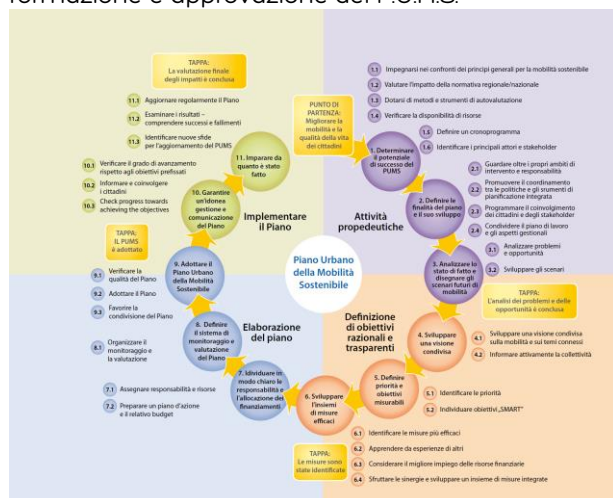 formazione e approvazione del P.U.M.S.
TAPPA:
La valutazione finale
degli impatti è conclusa
11.1 Aggiornare regolarmente il Piano
11.2 Esaminare i risultati –
comprendere successi e fallimenti
11.3 Identificare nuove sfide
per l'aggiornamento del PUMS
10.1 Verificare il grado di avanzamento
rispetto agli obiettivi prefissati
10.2 Informare e coinvolgere
i cittadini
10.3 Check progress towards
achieving the objectives
TAPPA:
IL PUMS
è adottato
9.1 Verificare la
qualità del Piano
9.2 Adottare il Piano
9.3 Favorire la
condivisione del Piano
8.1 Organizzare il
monitoraggio e
la valutazione
7.1 Assegnare responsabilità e risorse
7.2 Preparare un piano d'azione
e il relativo budget
PUNTO DI
PARTENZA:
Migliorare la
mobilità e la
qualità della vita
dei cittadini
1.1 Impegnarsi nei confronti dei principi generali per la mobilità sostenibile
1.2 Valutare l'impatto della normativa regionale/nazionale
1.3 Dotarsi di metodi e strumenti di autovalutazione
1.4 Verificare la disponibilità di risorse
1.5 Definire un cronoprogramma
1.6 Identificare i principali attori e stakeholder
2.1 Guardare oltre i propri ambiti di
intervento e responsabilità
2.2 Promuovere il coordinamento
tra le politiche e gli strumenti di
pianificazione integrata
2.3 Programmare il coinvolgimento
dei cittadini e degli stakeholder
2.4 Condividere il piano di lavoro
e gli aspetti gestionali
3.1 Analizzare problemi
e opportunità
3.2 Sviluppare gli scenari
TAPPA:
L'analisi dei problemi e delle
opportunità è conclusa
4.1 Sviluppare una visione condivisa
sulla mobilità e sui temi connessi
4.2 Informare attivamente la collettività
5.1 Identificare le priorità
5.2 Individuare obiettivi „SMART"
TAPPA:
Le misure sono
state identificate
6.1 Identificare le misure più efficaci
6.2 Apprendere da esperienze di altri
6.3 Considerare il migliore impiego delle risorse finanziarie
6.4 Sfruttare le sinergie e sviluppare un insieme di misure integrate
1. Determinare
il potenziale
di successo del
PUMS
2. Definire le
finalità del piano
e il suo sviluppo
3. Analizzare lo
stato di fatto e
disegnare gli
scenari futuri di
mobilità
4. Sviluppare
una visione
condivisa
5. Definire
priorità e
obiettivi
misurabili
6. Sviluppare
l'insiemi
di misure
efficaci
7. Idividuare in
modo chiaro le
responsabilità e
l'allocazione dei
finanziamenti
8. Definire
il sistema di
monitoraggio e
valutazione
del Piano
9. Adottare il
Piano Urbano
della Mobilità
Sostenibile
10. Garantire
un'idonea
gestione e
comunicazione
del Piano
11. Imparare da
quanto è stato
fatto
Implementare
il Piano
Attività
propedeutiche
Piano Urbano
della Mobilità
Sostenibile
Elaborazione
del piano
Definizione
di obiettivi
razionali e
trasparenti